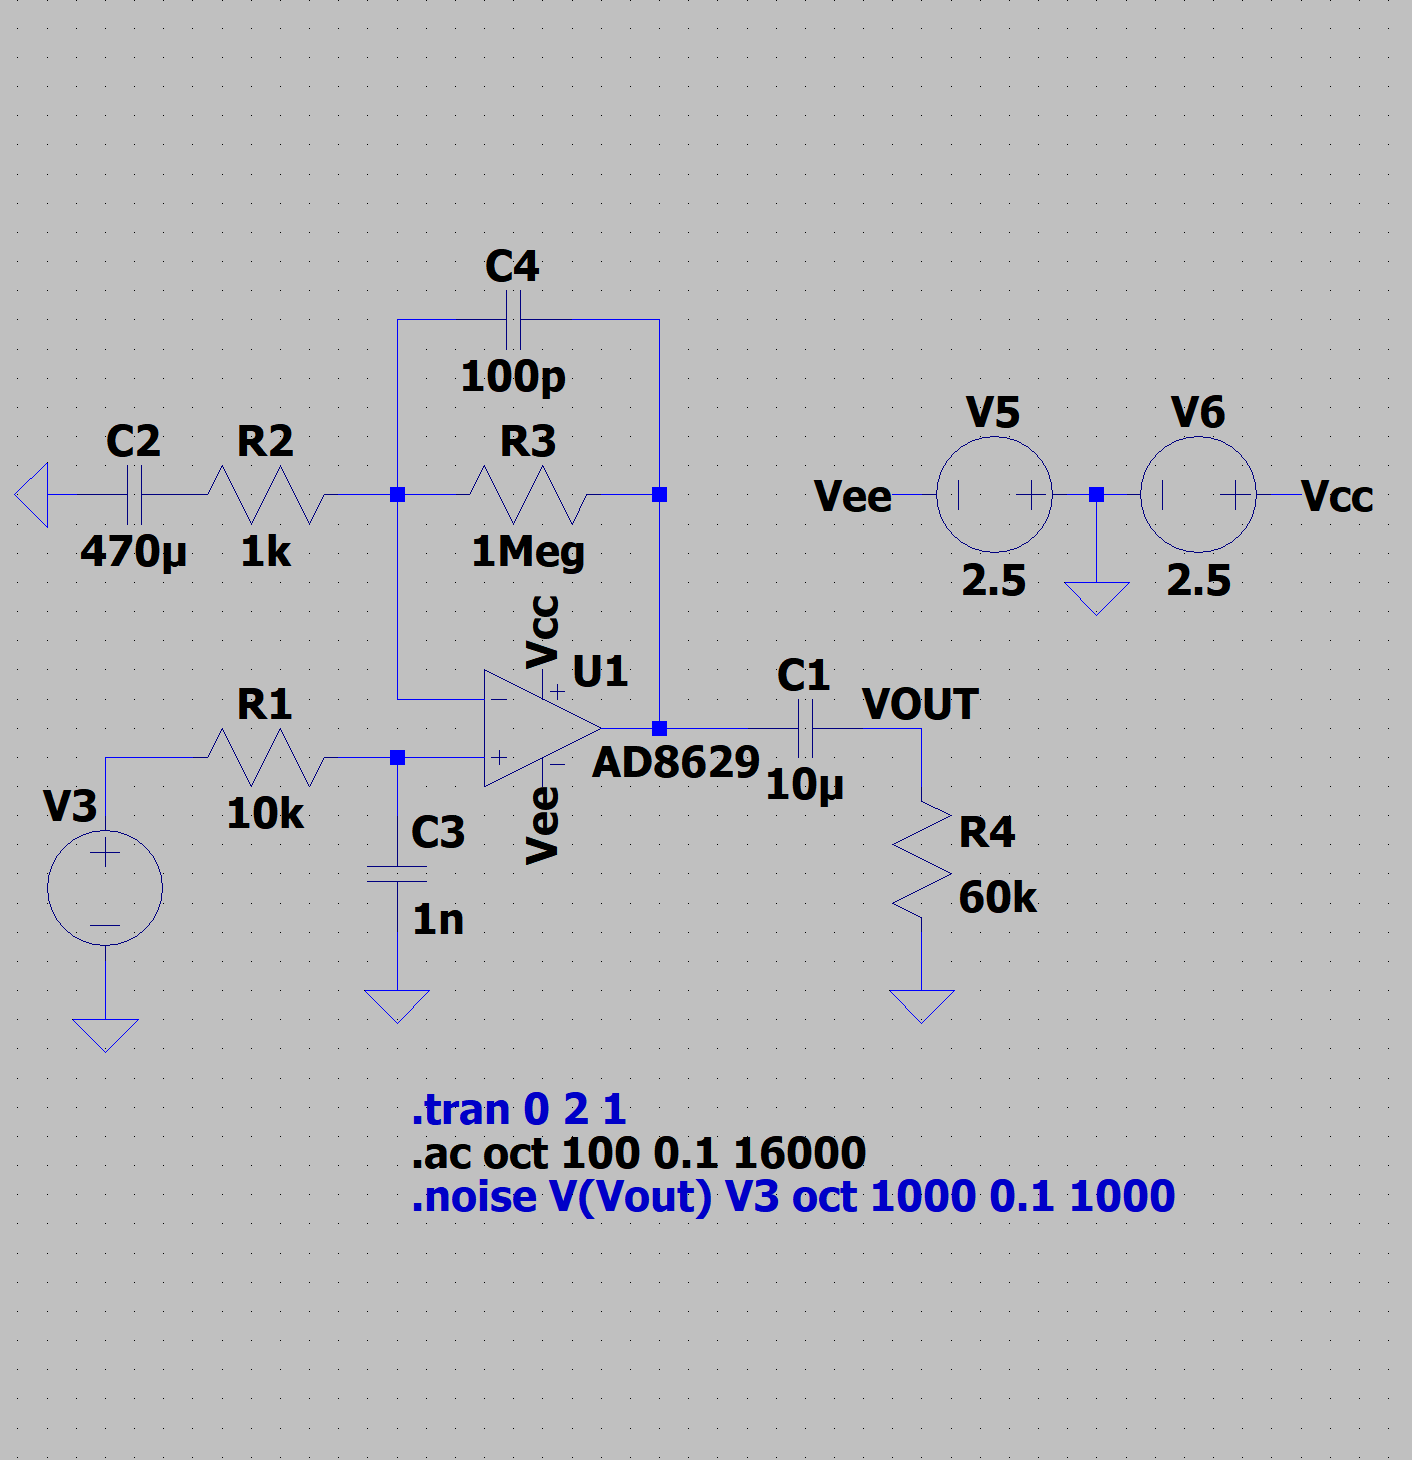 C4
100p
C2
R2
R3
470µ
1k
1Meg
V5
V6
Vee
Vcc
2.5
2.5
Vcc
U1
R1
10k
AD8629
Vee
C1
10µ
VOUT
V3
C3
1n
R4
60k
.tran 0 2 1
.ac oct 100 0.1 16000
.noise V(Vout) V3 oct 1000 0.1 1000